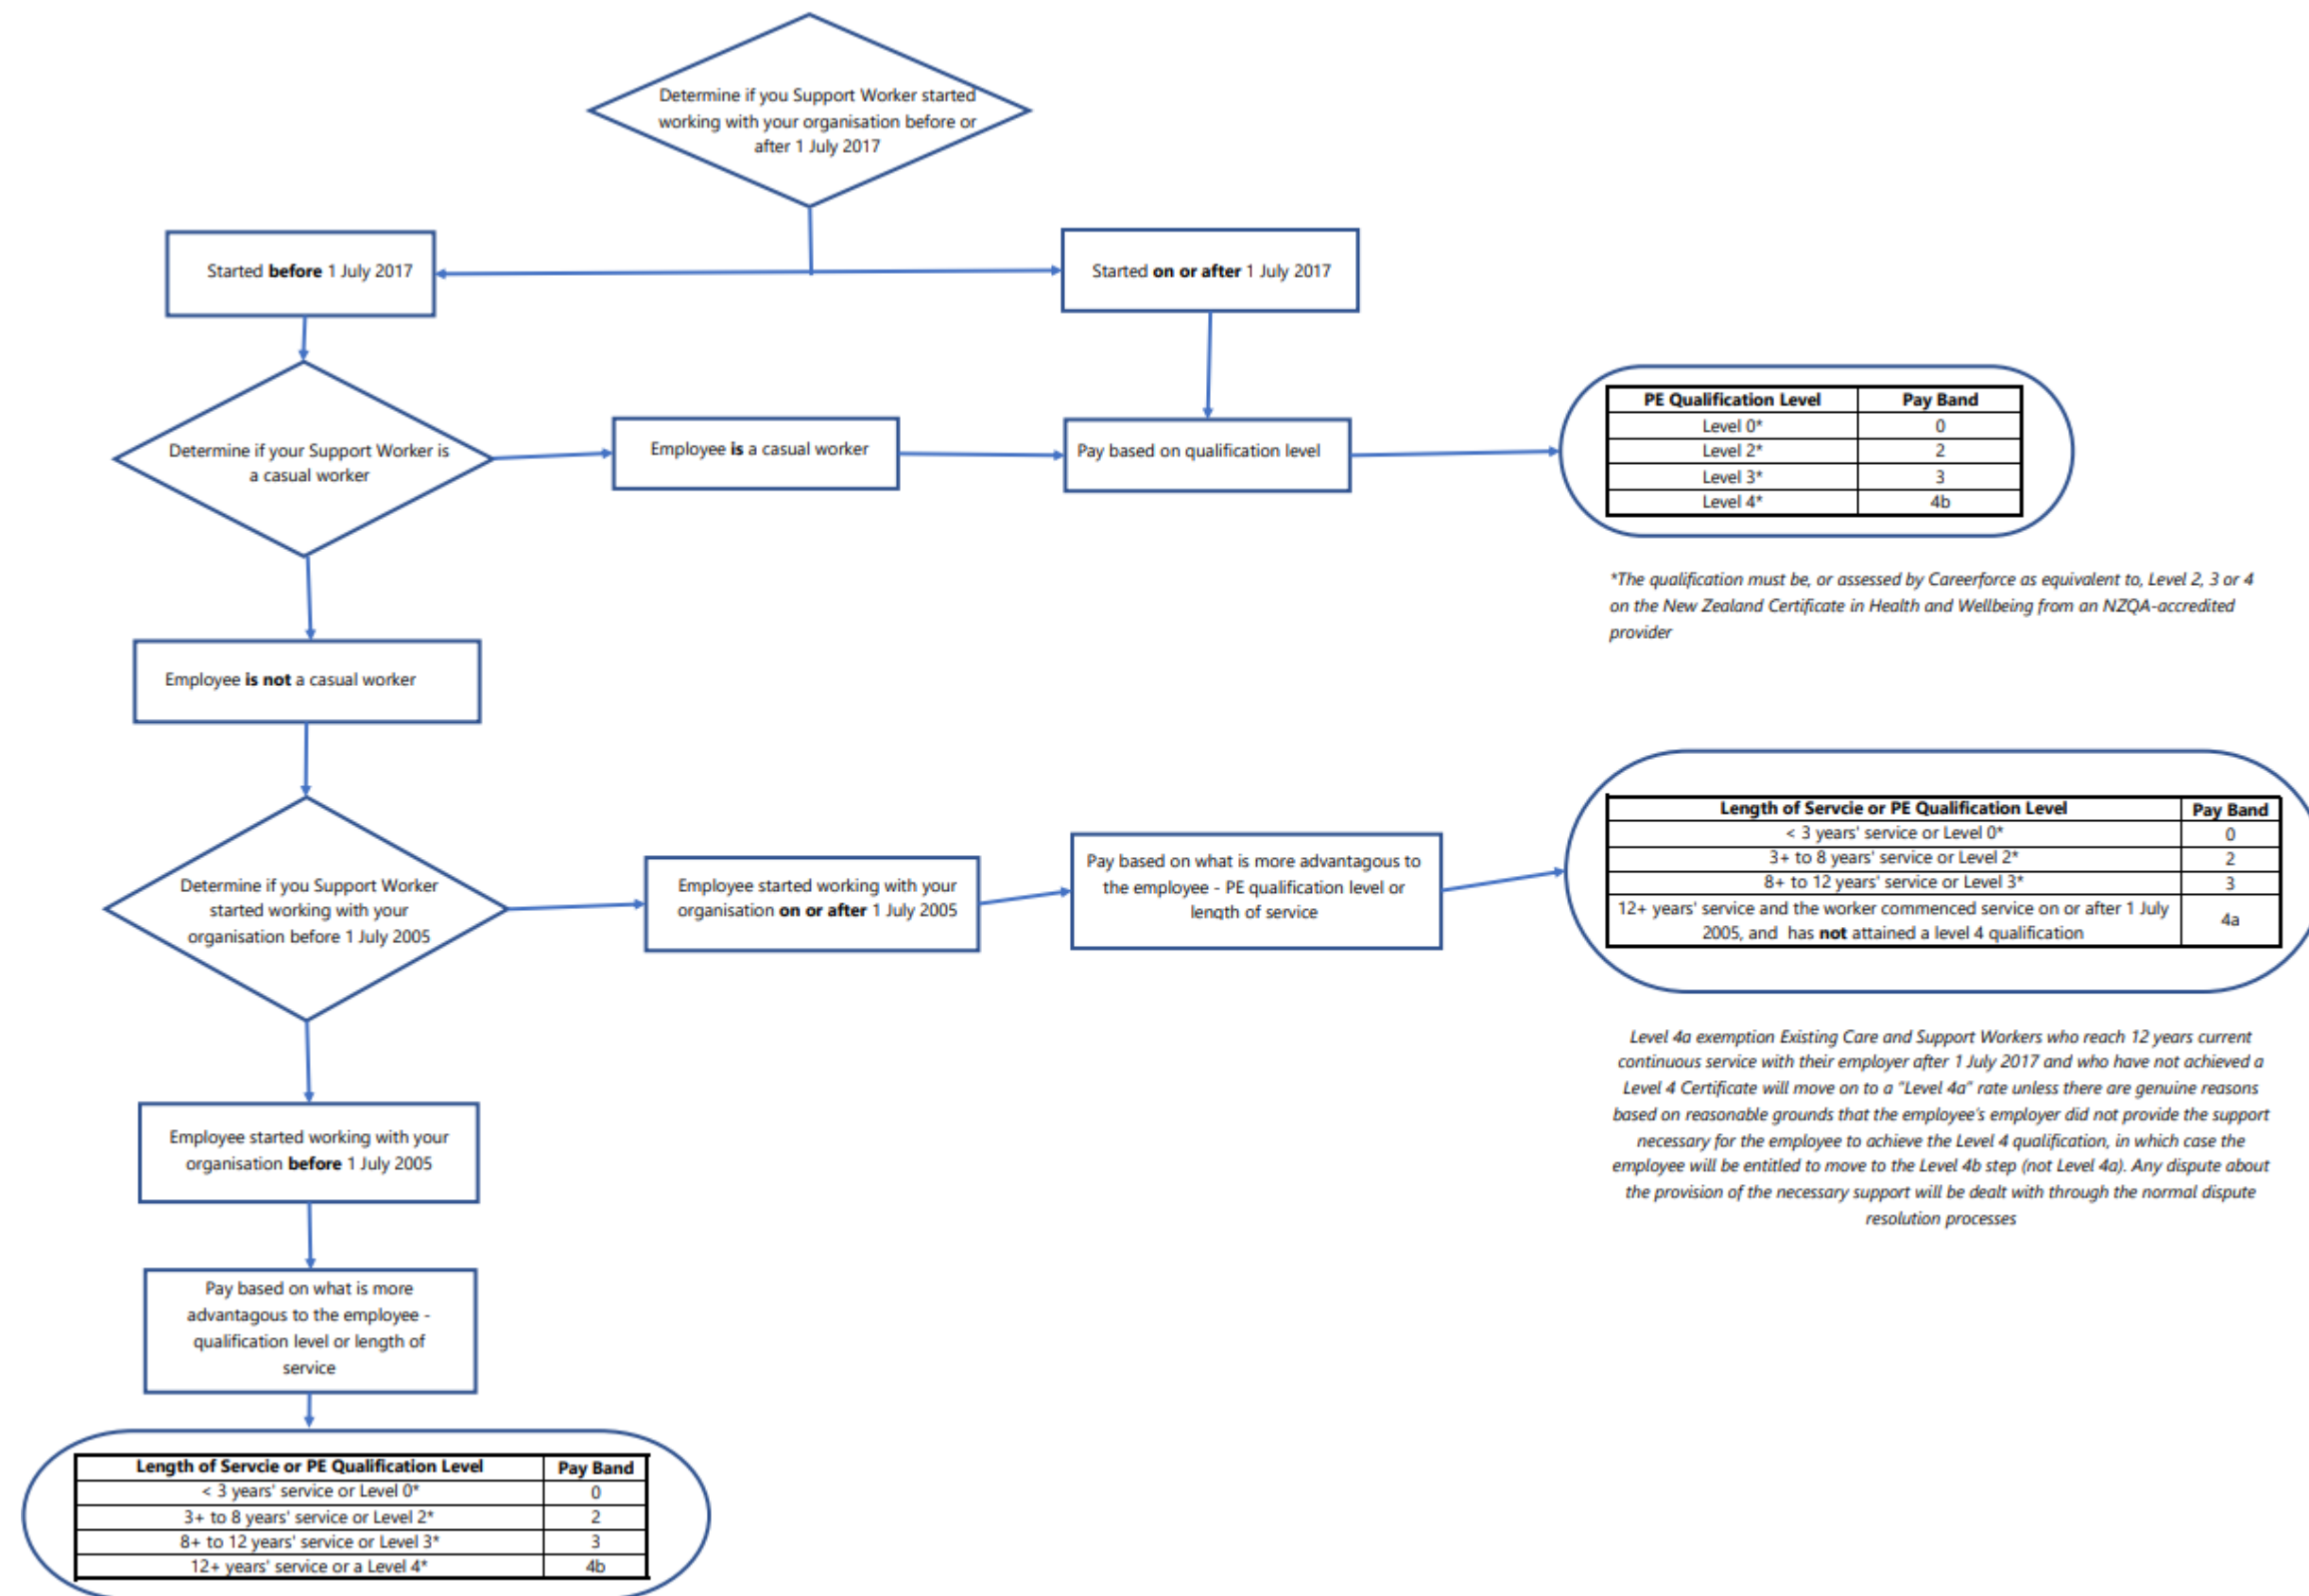 Determine if you Support Worker started
working with your organisation before or
after 1 July 2017
Started before 1 July 2017
Started on or after 1 July 2017
Determine if your Support Worker is
a casual worker
Employee is a casual worker
Pay based on qualification level
PE Qualification Level Pay Band
Level 0* 0
Level 2* 2
Level 3* 3
Level 4* 4b
*The qualification must be, or assessed by Careerforce as equivalent to, Level 2, 3 or 4
on the New Zealand Certificate in Health and Wellbeing from an NZQA-accredited
provider
Employee is not a casual worker
Determine if you Support Worker
started working with your
organisation before 1 July 2005
Employee started working with your
organisation on or after 1 July 2005
Pay based on what is more advantagous to
the employee - PE qualification level or
length of service
Length of Servcie or PE Qualification Level Pay Band
< 3 years' service or Level 0* 0
3+ to 8 years' service or Level 2* 2
8+ to 12 years' service or Level 3* 3
12+ years' service and the worker commenced service on or after 1 July
2005, and has not attained a level 4 qualification 4a
Level 4a exemption Existing Care and Support Workers who reach 12 years current
continuous service with their employer after 1 July 2017 and who have not achieved a
Level 4 Certificate will move on to a "Level 4a" rate unless there are genuine reasons
based on reasonable grounds that the employee's employer did not provide the support
necessary for the employee to achieve the Level 4 qualification, in which case the
employee will be entitled to move to the Level 4b step (not Level 4a). Any dispute about
the provision of the necessary support will be dealt with through the normal dispute
resolution processes
Employee started working with your
organisation before 1 July 2005
Pay based on what is more
advantagous to the employee -
qualification level or length of
service
Length of Servcie or PE Qualification Level Pay Band
< 3 years' service or Level 0* 0
3+ to 8 years' service or Level 2* 2
8+ to 12 years' service or Level 3* 3
12+ years' service or a Level 4* 4b